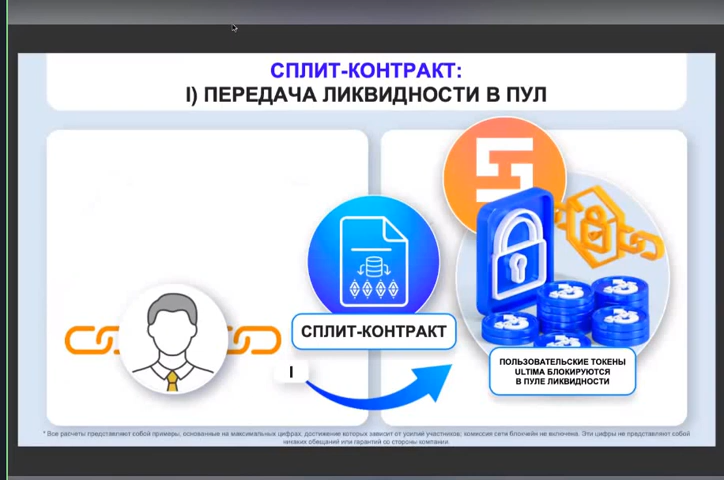 СПЛИТ-КОНТРАКТ:
I) ПЕРЕДАЧА ЛИКВИДНОСТИ В ПУЛ
СПЛИТ-КОНТРАКТ
I
ПОЛЬЗОВАТЕЛЬСКИЕ ТОКЕНЫ
ULTIMA БЛОКИРУЮТСЯ
В ПУЛЕ ЛИКВИДНОСТИ
* Все расчеты представляют собой примеры, основанные на максимальных цифрах, достижение которых зависит от усилий участников, комиссия сети блокчейн не включена. Эти цифры не представляют собой
никаких обещаний или гарантий со стороны компании.